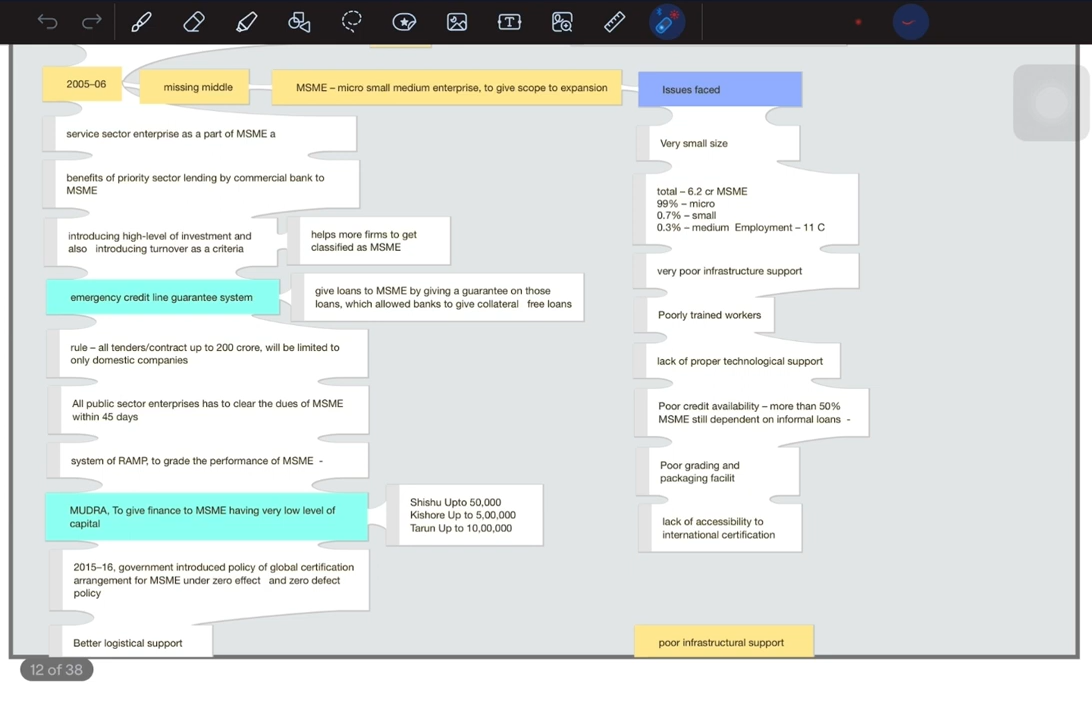 2005–06
missing middle
MSME – micro small medium enterprise, to give scope to expansion
service sector enterprise as a part of MSME a
benefits of priority sector lending by commercial bank to
MSME
introducing high-level of investment and
also introducing turnover as a criteria
helps more firms to get
classified as MSME
emergency credit line guarantee system
give loans to MSME by giving a guarantee on those
loans, which allowed banks to give collateral free loans
rule – all tenders/contract up to 200 crore, will be limited to
only domestic companies
All public sector enterprises has to clear the dues of MSME
within 45 days
system of RAMP, to grade the performance of MSME -
MUDRA, To give finance to MSME having very low level of
capital
Shishu Upto 50,000
Kishore Up to 5,00,000
Tarun Up to 10,00,000
2015–16, government introduced policy of global certification
arrangement for MSME under zero effect and zero defect
policy
Better logistical support
Issues faced
Very small size
total – 6.2 cr MSME
99% – micro
0.7% – small
0.3% – medium Employment – 11 C
very poor infrastructure support
Poorly trained workers
lack of proper technological support
Poor credit availability – more than 50%
MSME still dependent on informal loans -
Poor grading and
packaging facilit
lack of accessibility to
international certification
poor infrastructural support
12 of 38